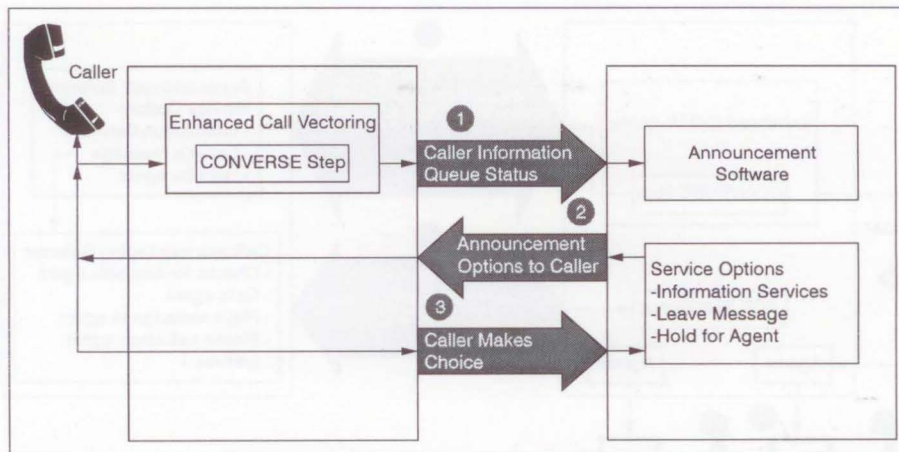 Caller
Enhanced Call Vectoring
CONVERSE Step
1
Caller Information
Queue Status
Announcement
Software
2
Announcement
Options to Caller
Service Options
-Information Services
-Leave Message
-Hold for Agent
3
Caller Makes
Choice